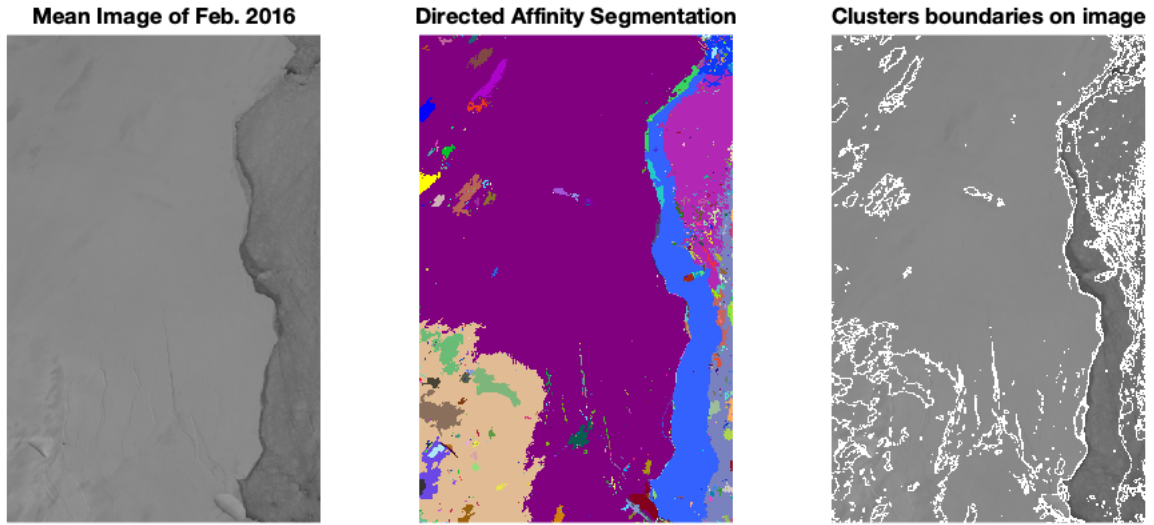 Mean Image of Feb. 2016
Directed Affinity Segmentation
Clusters boundaries on image